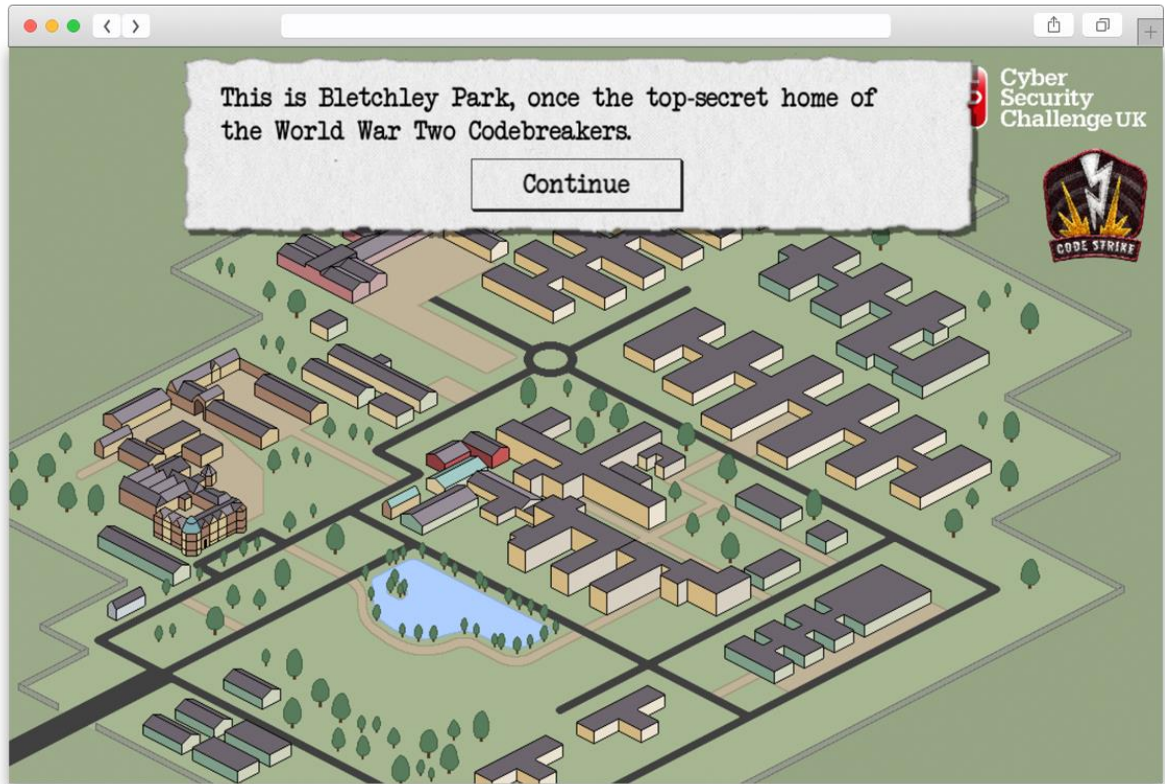 This is Bletchley Park, once the top-secret home of
the World War Two Codebreakers.
Continue
Cyber
Security
Challenge UK
CODE STRIKE